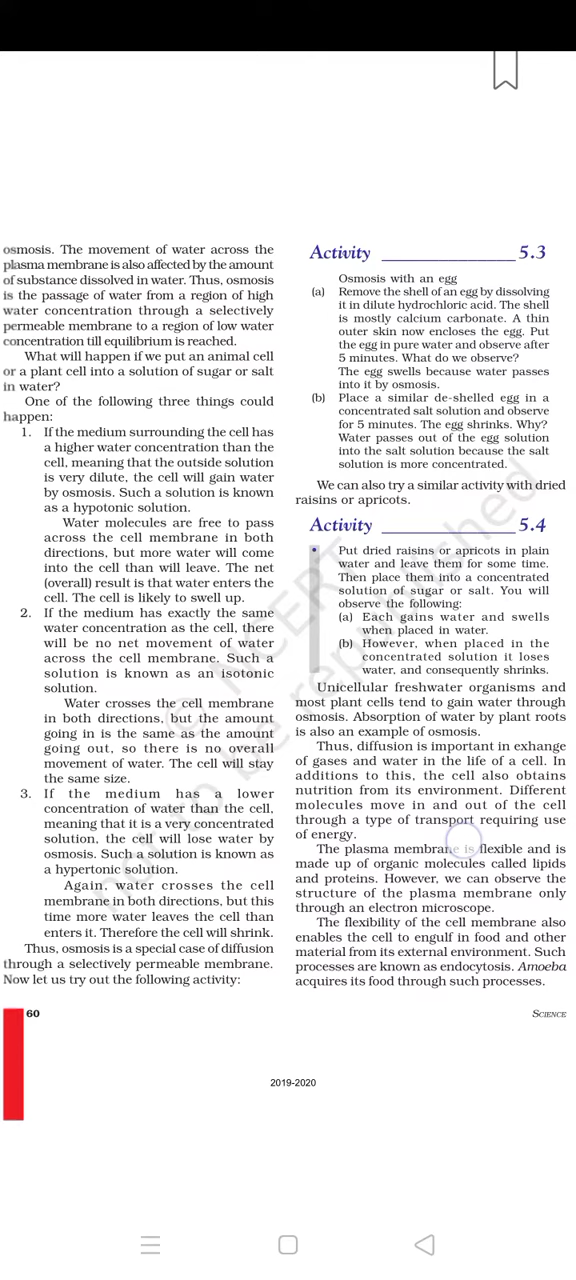 osmosis. The movement of water across the
plasma membrane is also affected by the amount
of substance dissolved in water. Thus, osmosis
is the passage of water from a region of high
water concentration through a selectively
permeable membrane to a region of low water
concentration till equilibrium is reached.
What will happen if we put an animal cell
or a plant cell into a solution of sugar or salt
in water?
One of the following three things could
happen:
1. If the medium surrounding the cell has
a higher water concentration than the
cell, meaning that the outside solution
is very dilute, the cell will gain water
by osmosis. Such a solution is known
as a hypotonic solution.
Water molecules are free to pass
across the cell membrane in both
directions, but more water will come
into the cell than will leave. The net
(overall) result is that water enters the
cell. The cell is likely to swell up.
2. If the medium has exactly the same
water concentration as the cell, there
will be no net movement of water
across the cell membrane. Such a
solution is known as an isotonic
solution.
Water crosses the cell membrane
in both directions, but the amount
going in is the same as the amount
going out, so there is no overall
movement of water. The cell will say
the same size.
3. If the medium has a lower
concentration of water than the cell,
meaning that it is a very concentrated
solution, the cell will lose water by
osmosis. Such a solution is known as
a hypertonic solution.
Again, water crosses the cell
membrane in both directions, but this
time more water leaves the cell than
enters it. Therefore the cell will shrink.
Thus, osmosis is a special case of diffusion
through a selectively permeable membrane.
Now let us try out the following activity:
Activity ______________ 5.3
Osmosis with an egg
(a) Remove the shell of an egg by dissolving
it in dilute hydrochloric acid. The shell
is mostly calcium carbonate. A thin
outer skin now encloses the egg. Put
the egg in pure water and observe after
5 minutes. What do we observe?
The egg swells because water passes
into it by osmosis.
(b) Place a similar de-shelled egg in a
concentrated salt solution and observe
for 5 minutes. The egg shrinks. Why?
Water passes out of the egg solution
into the salt solution because the salt
solution is more concentrated.
We can also try a similar activity with dried
raisins or apricots.
Activity ______________ 5.4
• Put dried raisins or apricots in plain
water and leave them for some time.
Then place them into a concentrated
solution of sugar or salt. You will
observe the following:
(a) Each gains water and swells
when placed in water.
(b) However, when placed in the
concentrated solution it loses
water, and consequently shrinks.
Unicellular freshwater organisms and
most plant cells tend to gain water through
osmosis. Absorption of water by plant roots
is also an example of osmosis.
Thus, diffusion is important in exhange
of gases and water in the life of a cell. In
additions to this, the cell also obtains
nutrition from its environment. Different
molecules move in and out of the cell
through a type of transport requiring use
of energy.
The plasma membrane is flexible and is
made up of organic molecules called lipids
and proteins. However, we can observe the
structure of the plasma membrane only
through an electron microscope.
The flexibility of the cell membrane also
enables the cell to engulf in food and other
material from its external environment. Such
processes are known as endocytosis. Amoeba
acquires its food through such processes.
60
SCIENCE
2019-2020
© NCERT
not to be republished